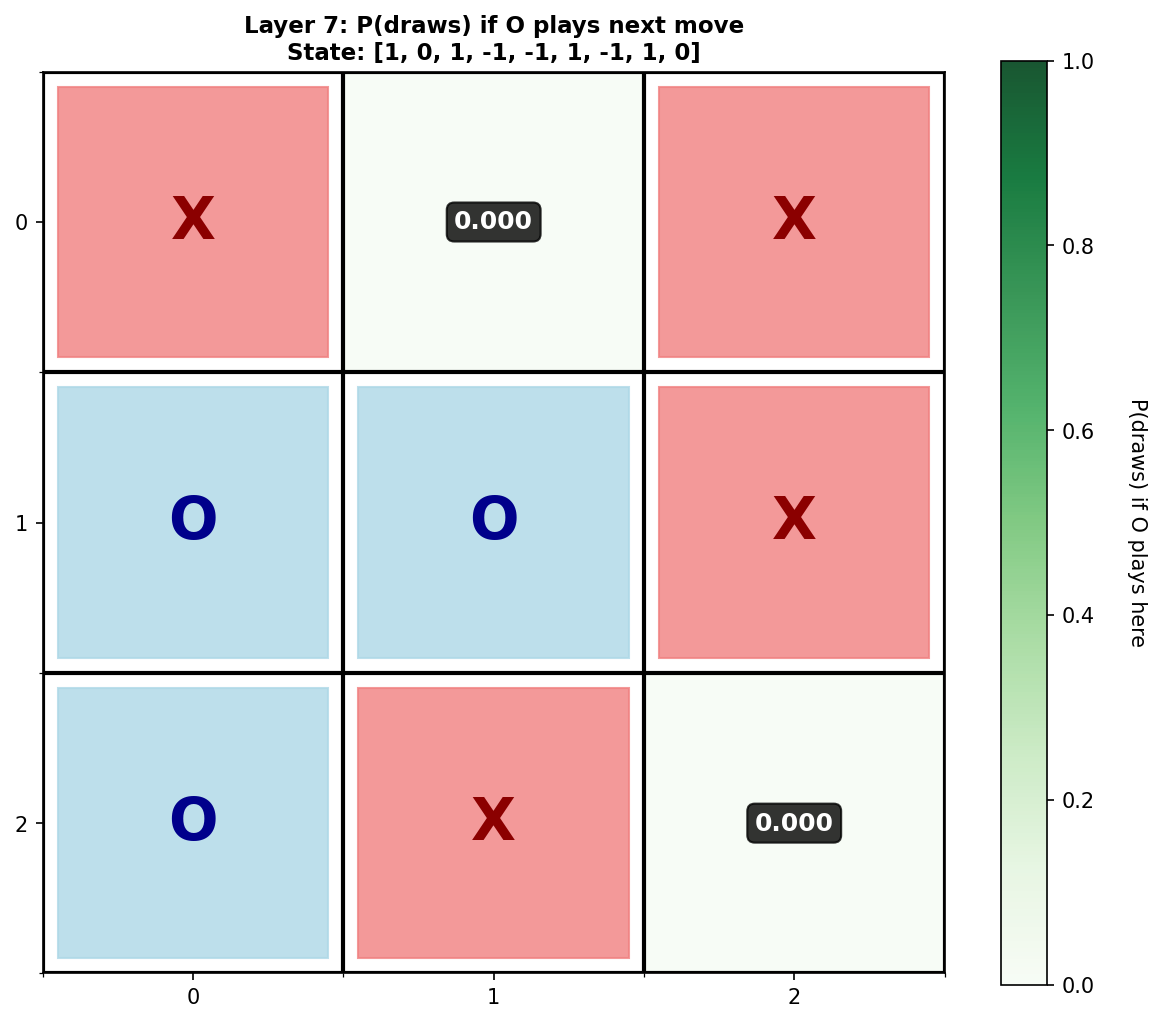 Layer 7: P(draws) if O plays next move
State: [1, 0, 1, -1, -1, 1, -1, 1, 0]
X
0.000
X
O
O
X
O
X
0.000
0
1
2
0
1
2
1.0
0.8
0.6
0.4
0.2
0.0
P(draws) if O plays here